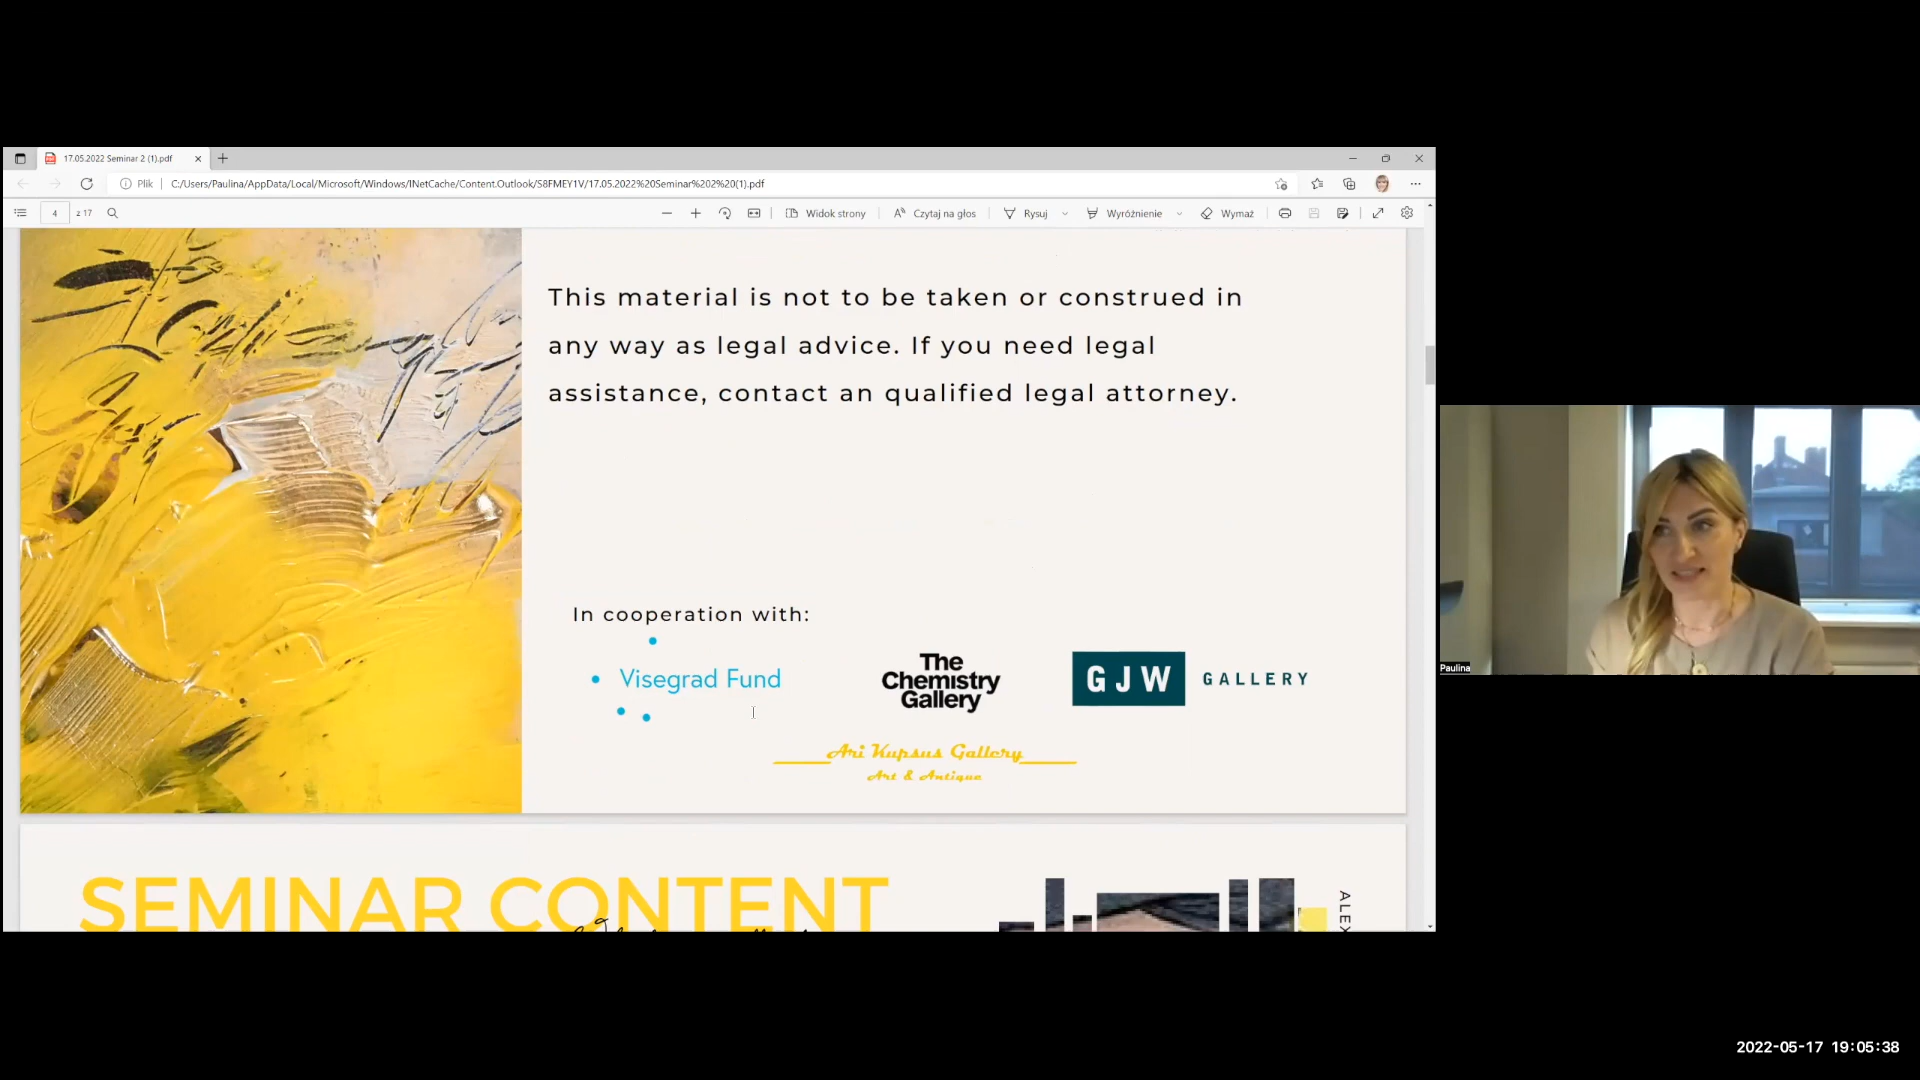 17.05.2022 Seminar 2 (1).pdf
Plik
C:/Users/Paulina/AppData/Local/Microsoft/Windows/INetCache/Content.Outlook/S8FMEY1V/17.05.2022%20Seminar%202%20(1).pdf
4 z 17
Widok strony
Czytaj na głos
Rysuj
Wyróżnienie
Wymaż
This material is not to be taken or construed in
any way as legal advice. If you need legal
assistance, contact an qualified legal attorney.
In cooperation with:
Visegrad Fund
The
Chemistry
Gallery
GJW GALLERY
Ari Kupsus Gallery
Art & Antique
SEMINAR CONTENT
ALEX
Paulina
2022-05-17 19:05:38